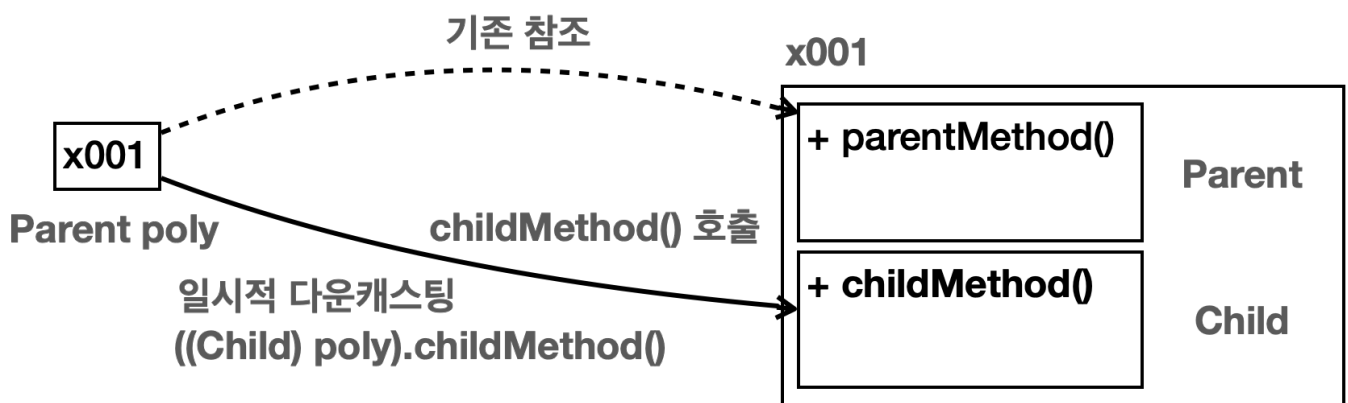 기존 참조
x001
x001
+ parentMethod()
Parent
Parent poly
childMethod() 호출
일시적 다운캐스팅
((Child) poly).childMethod()
+ childMethod()
Child